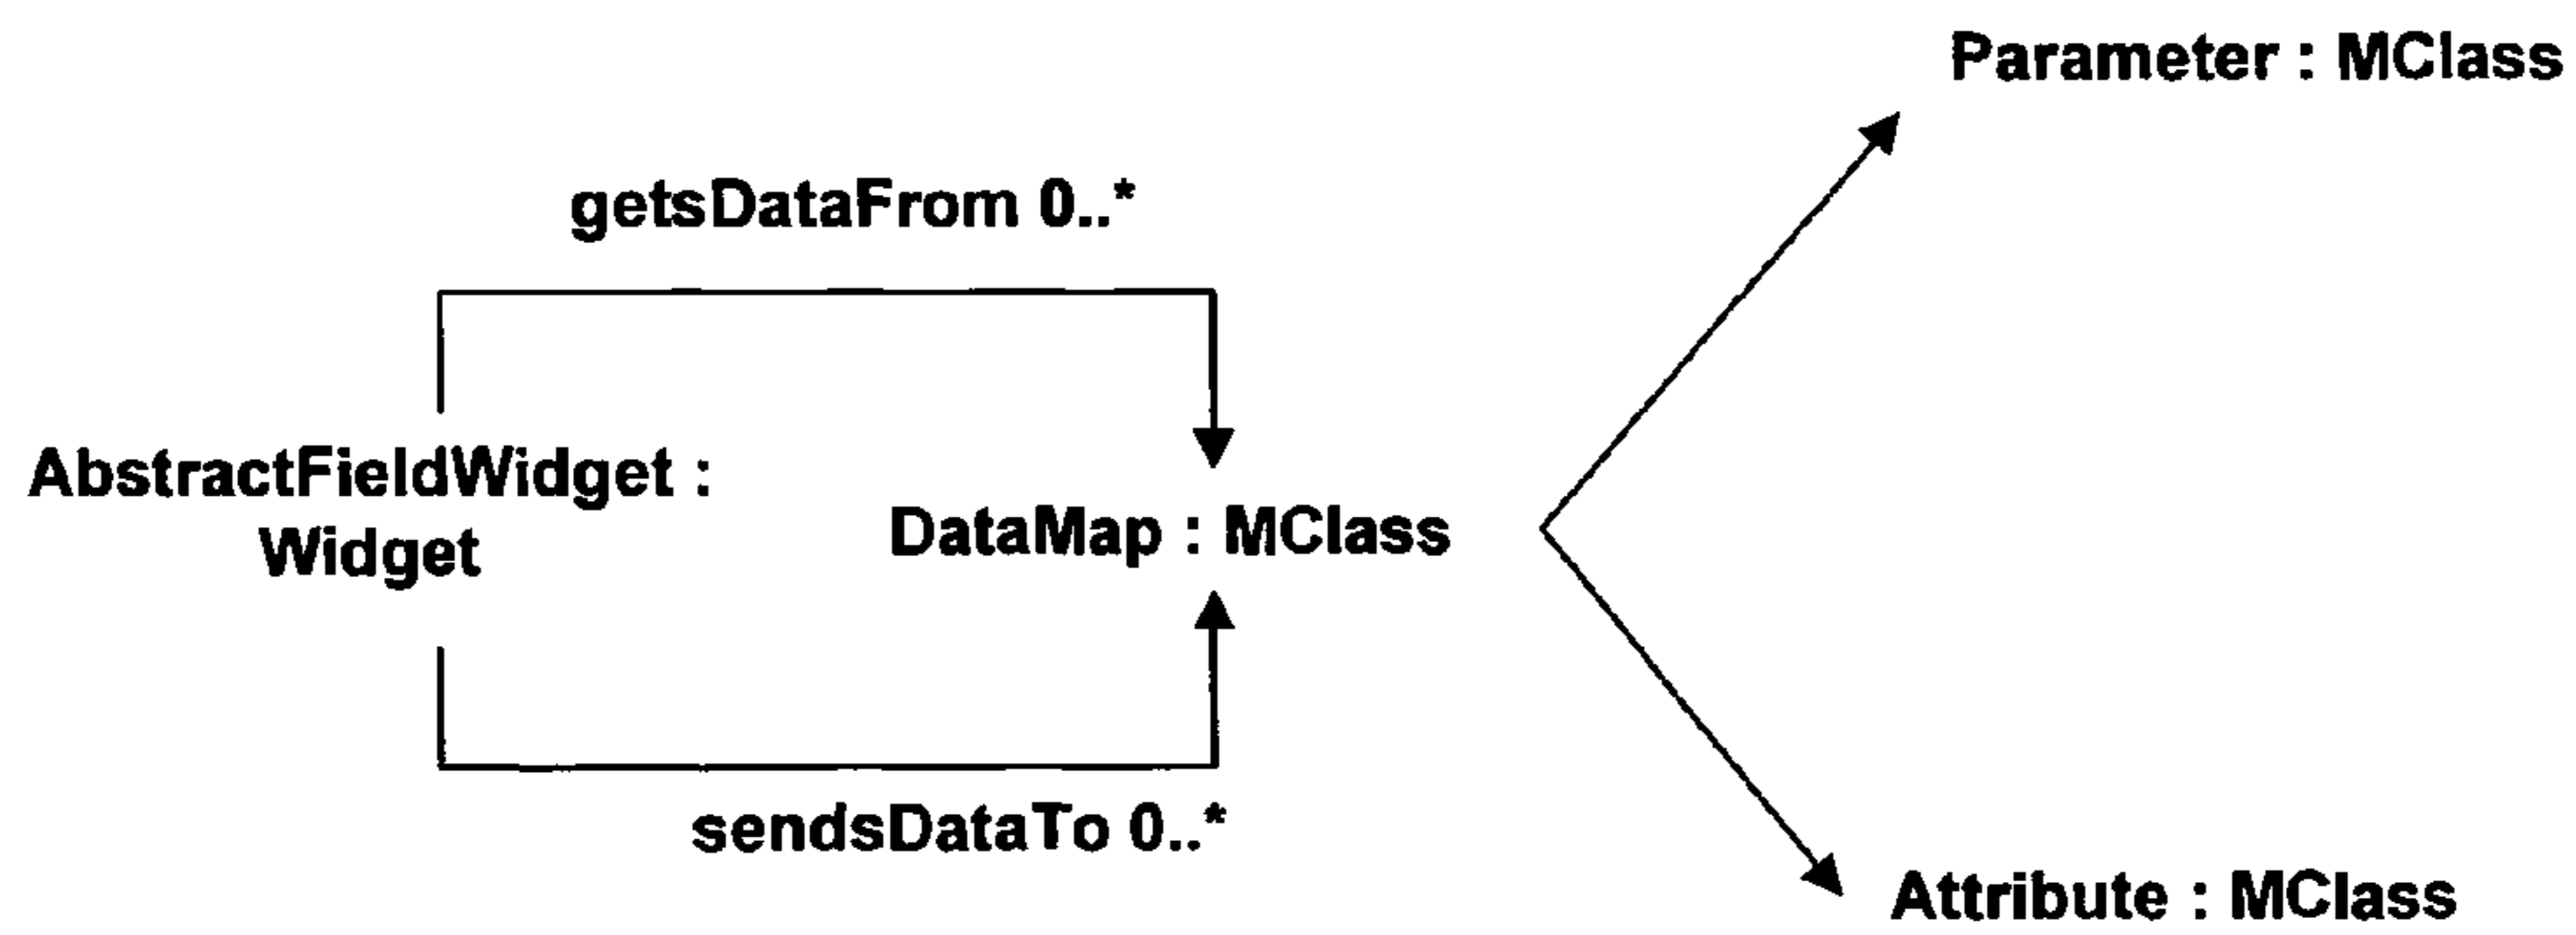 Parameter : MClass
getsDataFrom 0..*
AbstractFieldWidget :
Widget
DataMap : MClass
sendsDataTo 0..*
Attribute : MClass